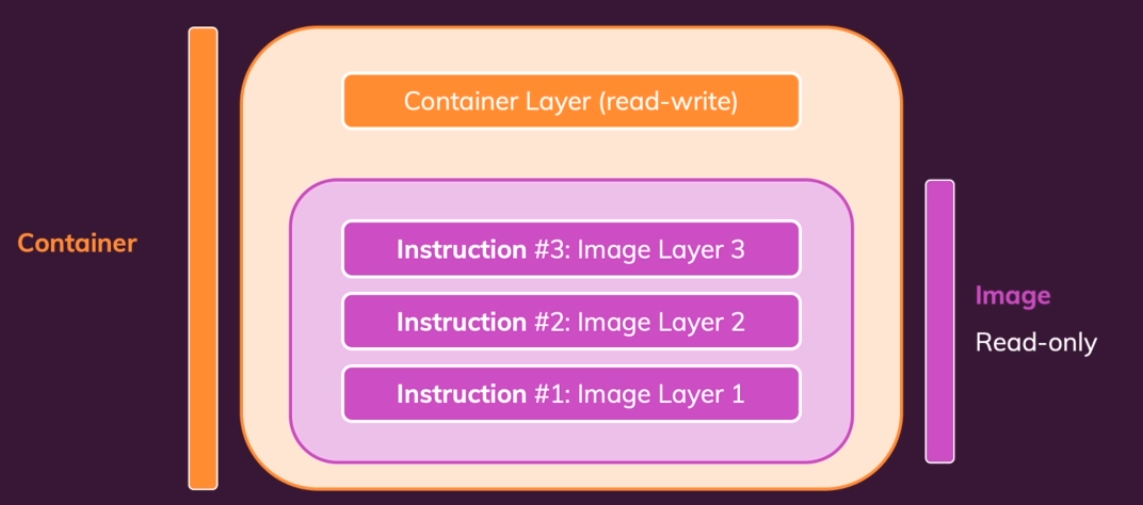 Container Layer (read-write)
Instruction #3: Image Layer 3
Container
Instruction #2: Image Layer 2
Image
Read-only
Instruction #1: Image Layer 1